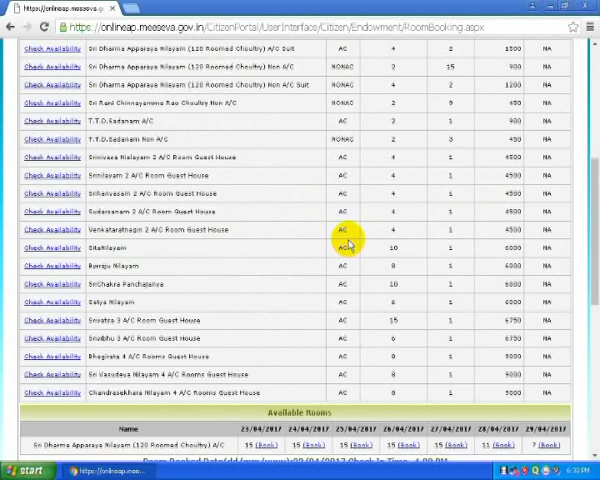 https://onlineap.meeseva.g...
https://onlineap.meeseva.gov.in/CitizenPortal/UserInterface/Citizen/Endowment/RoomBooking.aspx
Check Availability Sri Dharma Apparaya Nilayam (120 Roomed Choultry) A/C Suit AC 4 2 1500 NA
Check Availability Sri Dharma Apparaya Nilayam (120 Roomed Choultry) Non A/C NONAC 2 15 900 NA
Check Availability Sri Dharma Apparaya Nilayam (120 Roomed Choultry) Non A/C Suit NONAC 4 2 1200 NA
Check Availability Sri Rani Chinnayamma Rao Choultry Non A/C NONAC 2 9 450 NA
Check Availability T.T.D.Sadanam A/C AC 2 1 900 NA
Check Availability T.T.D.Sadanam Non A/C NONAC 2 3 450 NA
Check Availability Srinivasa Nilayam 2 A/C Room Guest House AC 4 1 4500 NA
Check Availability Srinilayam 2 A/C Room Guest House AC 4 1 4500 NA
Check Availability Sriharivasam 2 A/C Room Guest House AC 4 1 4500 NA
Check Availability Sudarsanam 2 A/C Room Guest House AC 4 1 4500 NA
Check Availability Venkataratnagiri 2 A/C Room Guest House AC 4 1 4500 NA
Check Availability SitaNilayam AC 10 1 6000 NA
Check Availability Nilayam AC 8 1 6000 NA
Check Availability SriChakra Panchajanya AC 10 1 6000 NA
Check Availability Satya Nilayam AC 6 1 6000 NA
Check Availability Srivatsa 3 A/C Room Guest House AC 15 1 6750 NA
Check Availability Srivibhu 3 A/C Room Guest House AC 6 1 6750 NA
Check Availability Bhagirata 4 A/C Rooms Guest House AC 8 1 9000 NA
Check Availability Sri Vasudeva Nilayam 4 A/C Rooms Guest House AC 8 1 9000 NA
Check Availability Chandrasekhara Nilayam 4 A/C Rooms Guest House AC 8 1 9000 NA
Available Rooms
Name 23/04/2017 24/04/2017 25/04/2017 26/04/2017 27/04/2017 28/04/2017 29/04/2017
Sri Dharma Apparaya Nilayam (120 Roomed Choultry) A/C 15 (Book) 15 (Book) 15 (Book) 15 (Book) 15 (Book) 11 (Book) 7 (Book)
start https://onlineap.mee... 6:30 PM